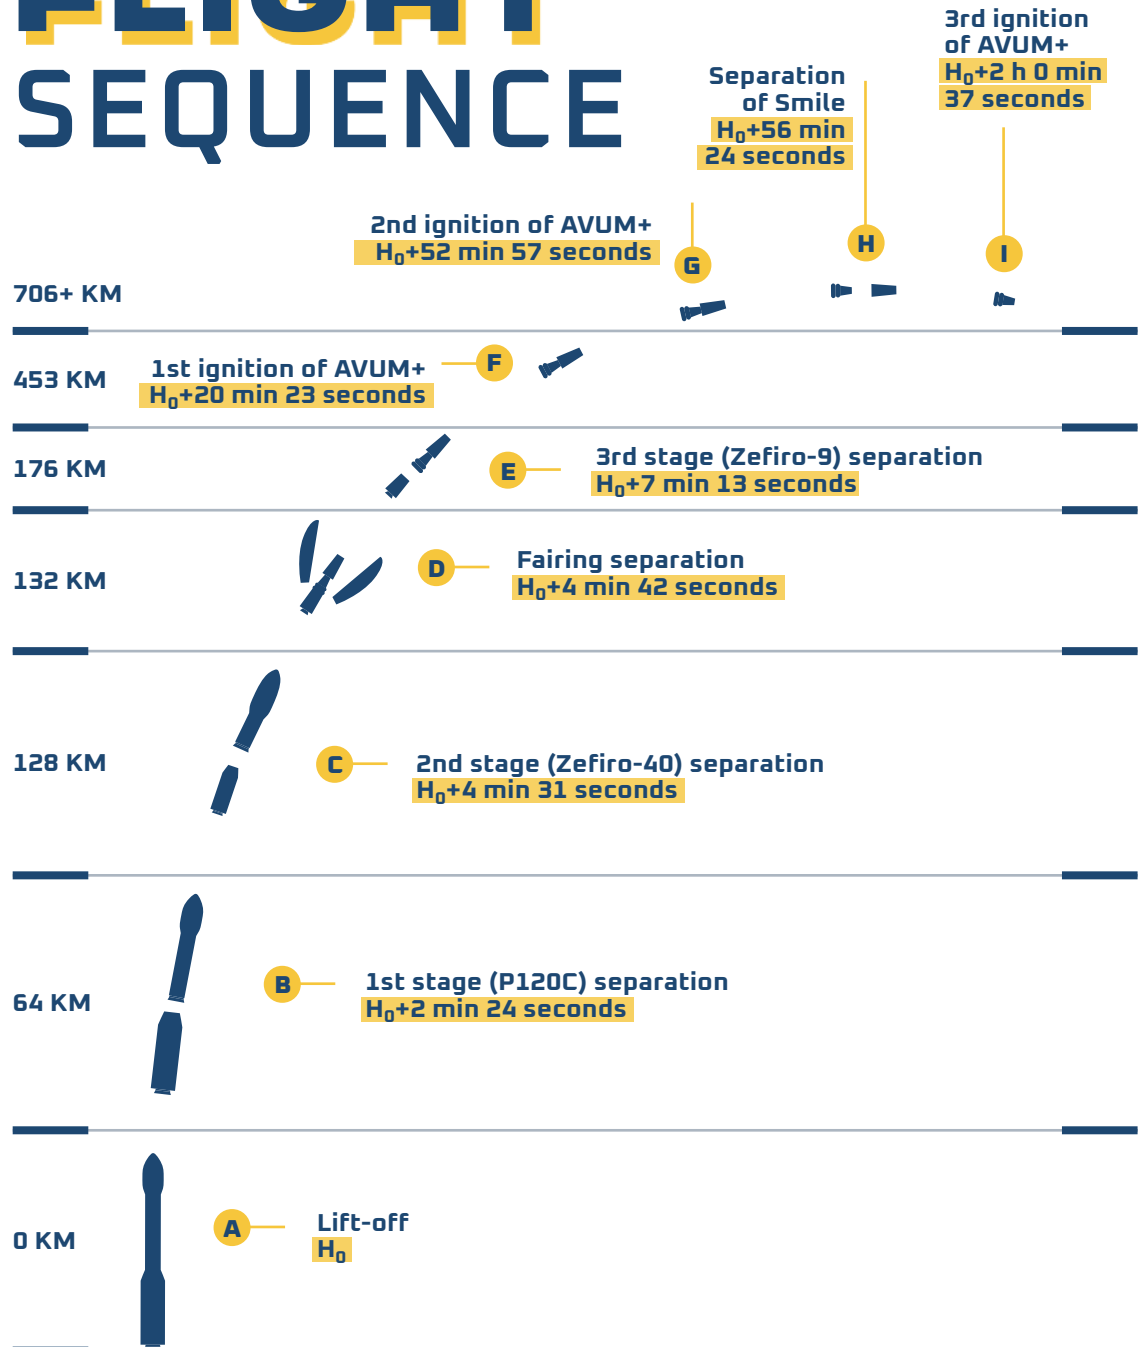 FLIGHT
SEQUENCE
3rd ignition
of AVUM+
H₀+2 h 0 min
37 seconds
Separation
of Smile
H₀+56 min
24 seconds
2nd ignition of AVUM+
H₀+52 min 57 seconds
G
H
I
706+ KM
453 KM
1st ignition of AVUM+
H₀+20 min 23 seconds
F
176 KM
E
3rd stage (Zefiro-9) separation
H₀+7 min 13 seconds
132 KM
D
Fairing separation
H₀+4 min 42 seconds
128 KM
C
2nd stage (Zefiro-40) separation
H₀+4 min 31 seconds
64 KM
B
1st stage (P120C) separation
H₀+2 min 24 seconds
0 KM
A
Lift-off
H₀